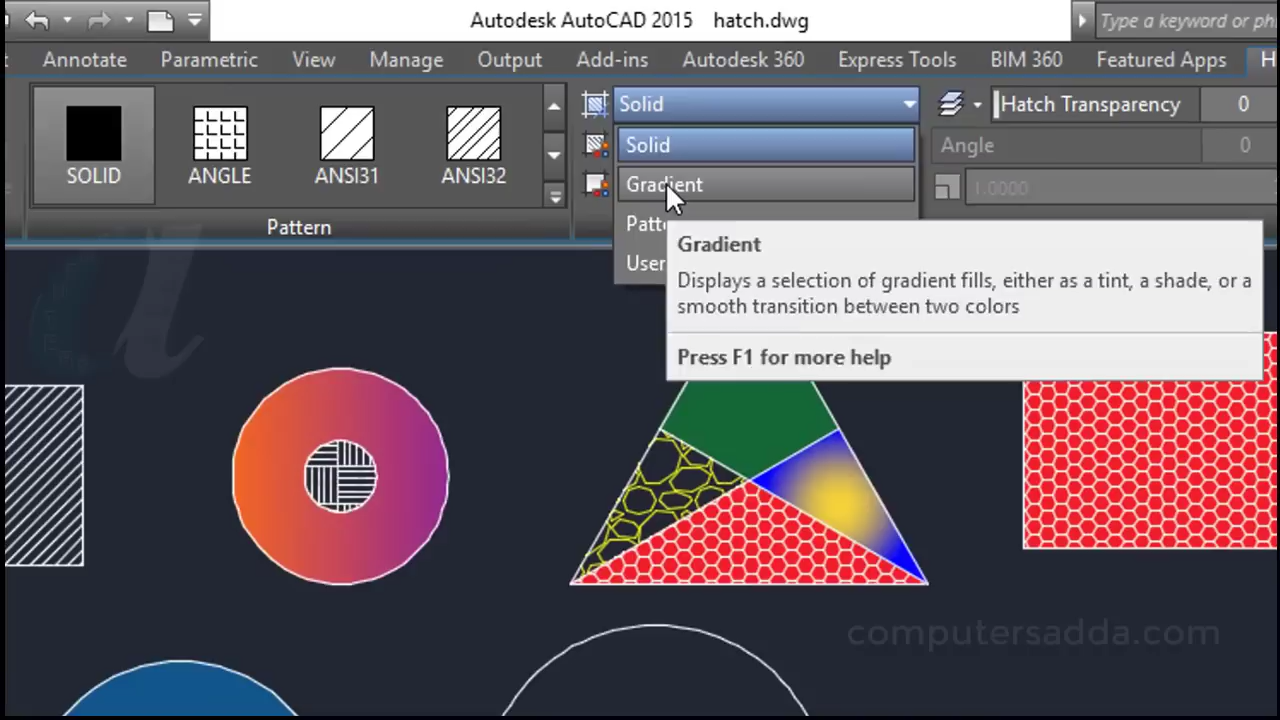 Autodesk AutoCAD 2015 hatch.dwg
Type a keyword or ph
Annotate Parametric View Manage Output Add-ins Autodesk 360 Express Tools BIM 360 Featured Apps H
Solid
Hatch Transparency 0
SOLID ANGLE ANSI31 ANSI32
Solid
Angle 0
Gradient
1.0000
Patte
User
Pattern
Gradient
Displays a selection of gradient fills, either as a tint, a shade, or a
smooth transition between two colors
Press F1 for more help
computersadda.com